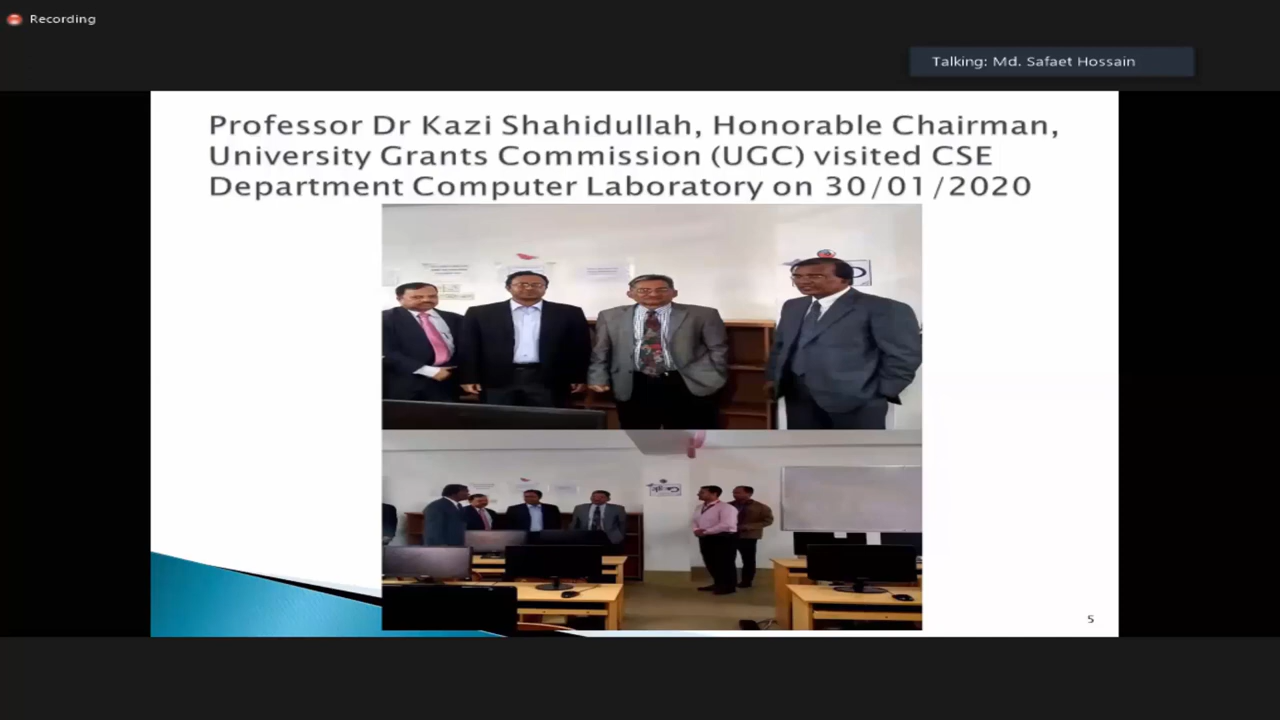 Recording
Talking: Md. Safaet Hossain
Professor Dr Kazi Shahidullah, Honorable Chairman,
University Grants Commission (UGC) visited CSE
Department Computer Laboratory on 30/01/2020
5